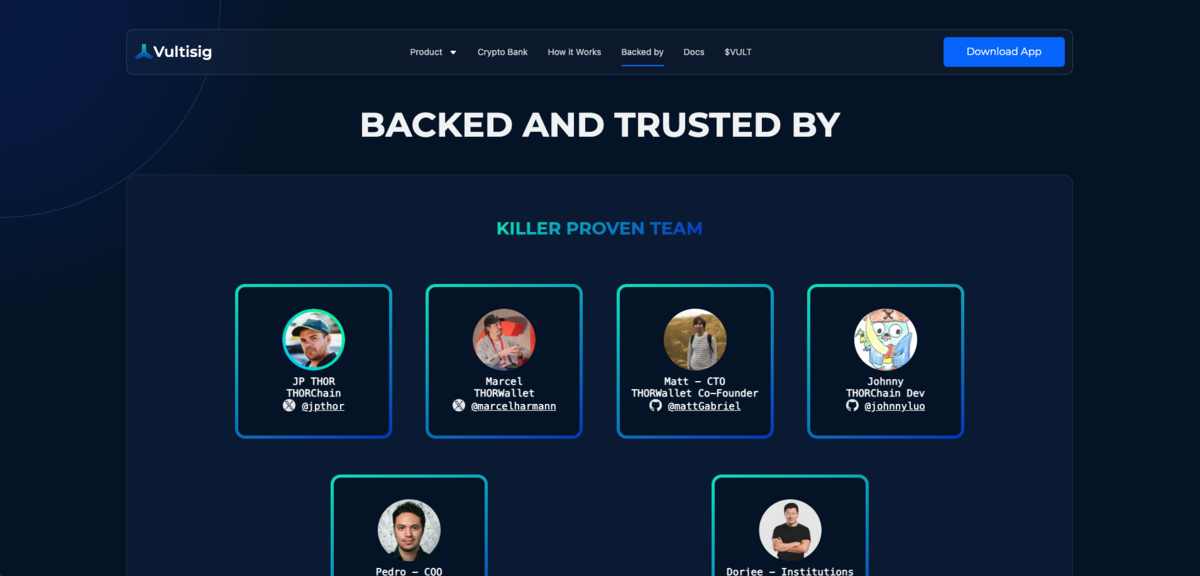 Vultisig
Product Crypto Bank How it Works Backed by Docs $VULT
Download App
BACKED AND TRUSTED BY
KILLER PROVEN TEAM
JP THOR
THORChain
@jpthor
Marcel
THORWallet
@marcelharmann
Matt – CTO
THORWallet Co-Founder
@mattGabriel
Johnny
THORChain Dev
@johnnyluo
Pedro – COO
Dorjee – Institutions